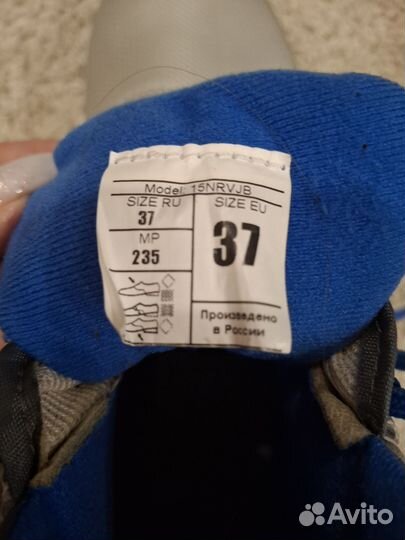 Model: 15NRVJB
SIZE RU
37
MP
235
SIZE EU
37
Произведено
в России
Avito